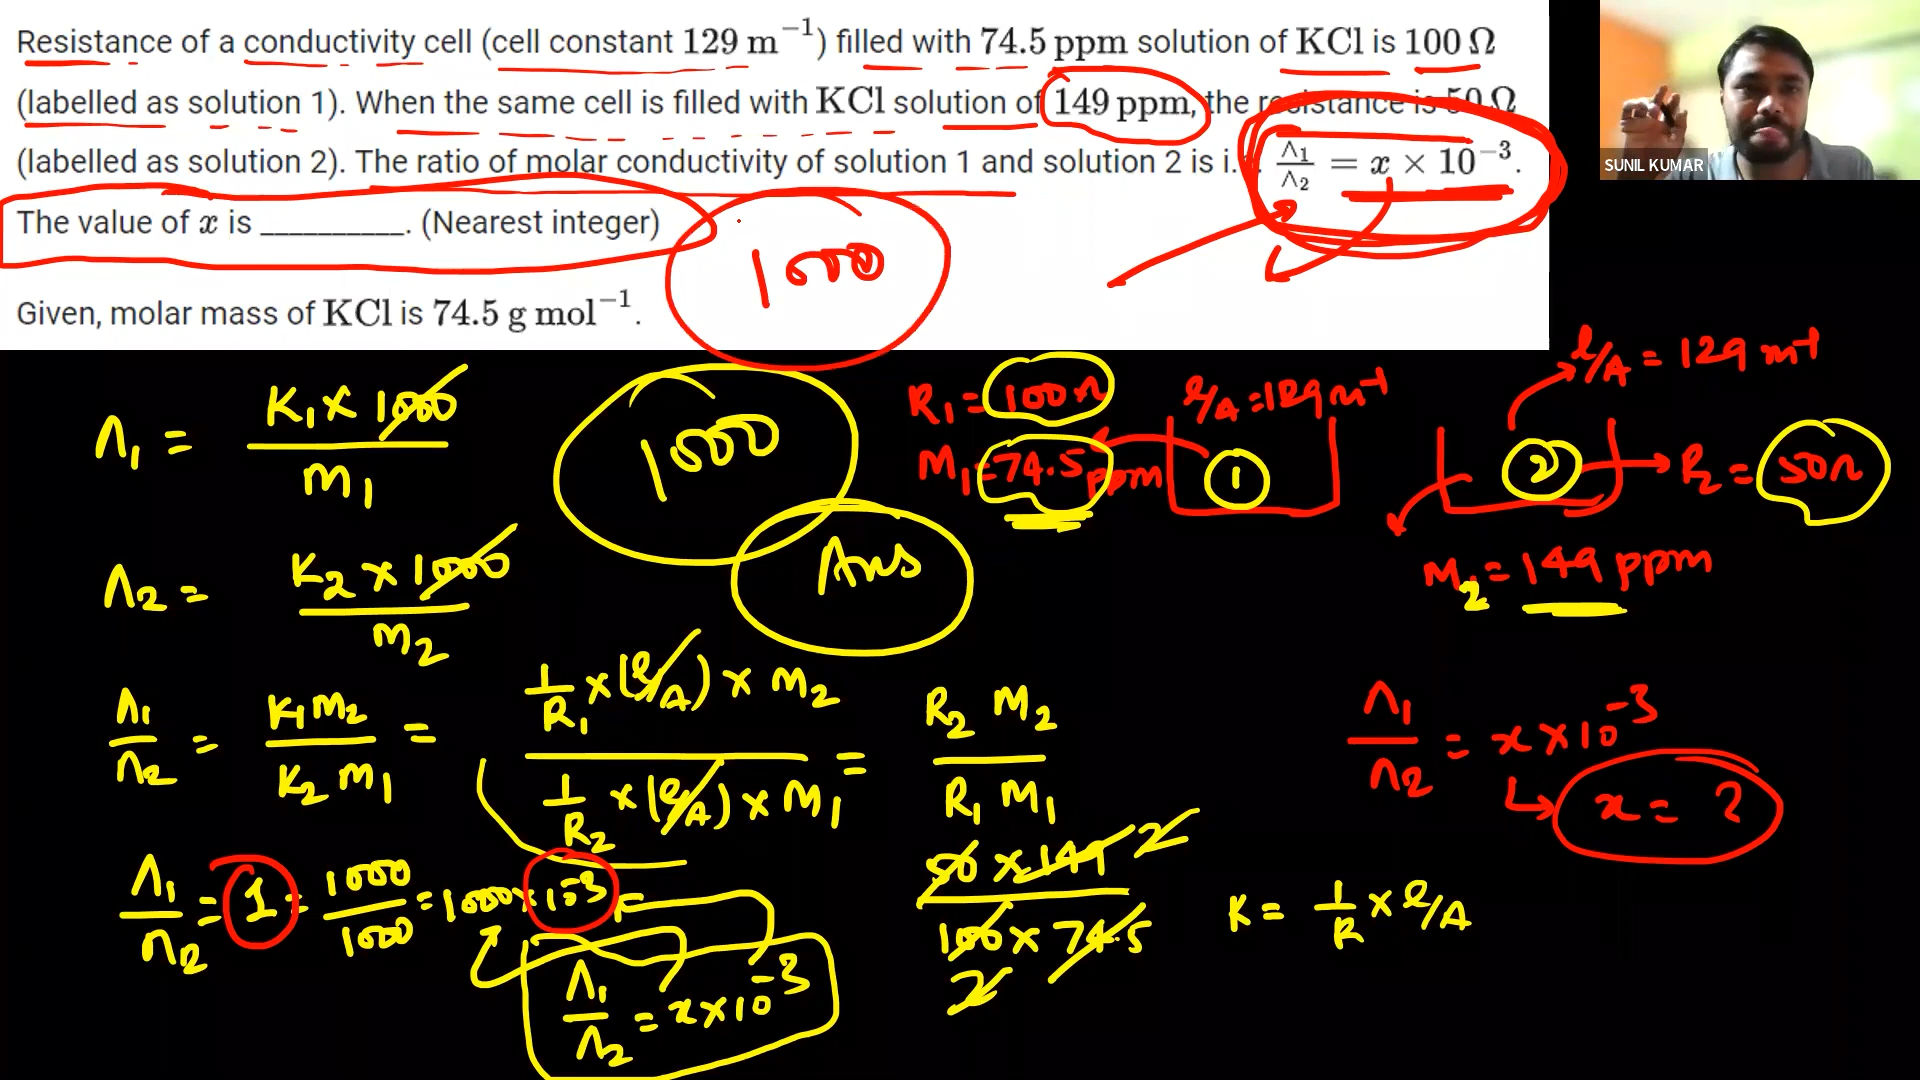 Resistance of a conductivity cell (cell constant 129 m⁻¹) filled with 74.5 ppm solution of KCl is 100 Ω
(labelled as solution 1). When the same cell is filled with KCl solution of 149 ppm, the resistance is 50 Ω
(labelled as solution 2). The ratio of molar conductivity of solution 1 and solution 2 is i. . Λ₁/Λ₂ = x × 10⁻³.
The value of x is __________. (Nearest integer)
Given, molar mass of KCl is 74.5 g mol⁻¹.
SUNIL KUMAR
1000
Λ₁ = K₁ × 1000 / M₁
1000
Ans
R₁ = 100Ω
M₁ = 74.5 ppm
l/A = 129 m⁻¹
①
l/A = 129 m⁻¹
②
R₂ = 50Ω
M₂ = 149 ppm
Λ₂ = K₂ × 1000 / M₂
Λ₁/Λ₂ = K₁M₂ / K₂M₁ = 1/R₁ × (l/A) × M₂ / 1/R₂ × (l/A) × M₁ = R₂ M₂ / R₁ M₁
Λ₁/Λ₂ = x × 10⁻³
x = ?
Λ₁/Λ₂ = 1 = 1000/1000 = 1000 × 10⁻³ =
50 × 149 2
100 × 74.5
2
K = 1/R × l/A
Λ₁/Λ₂ = x × 10⁻³